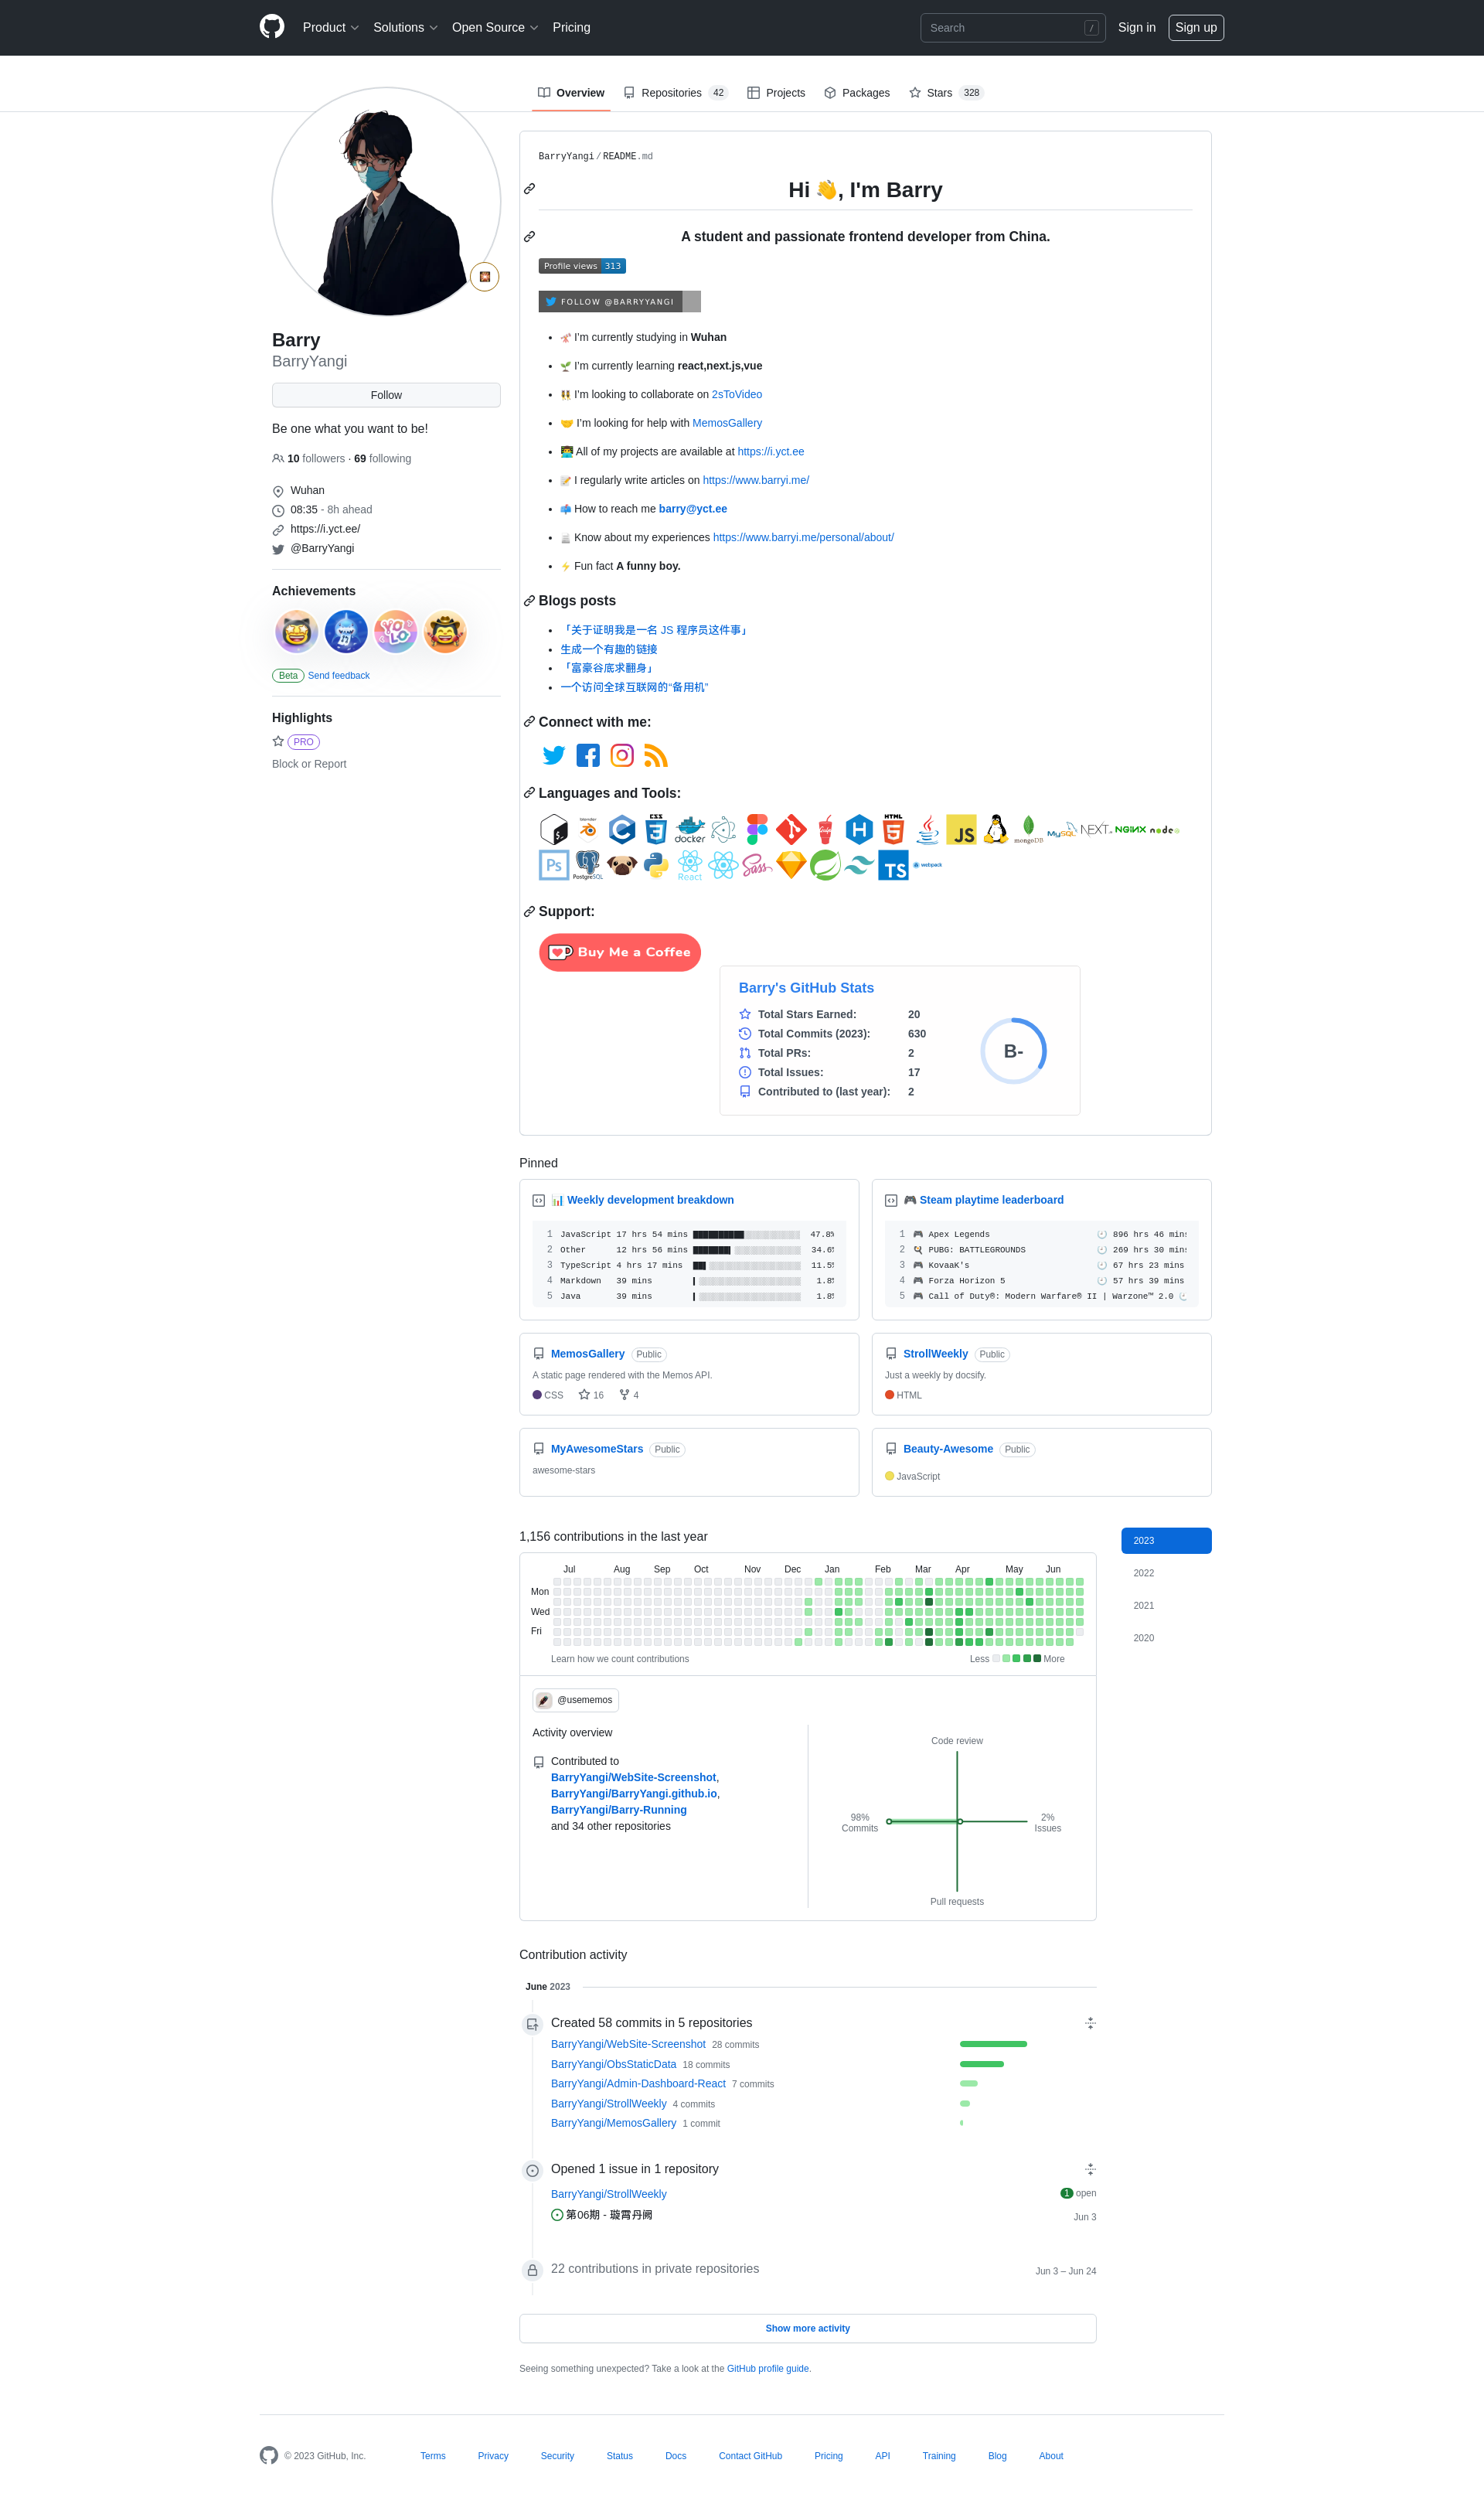 Product Solutions Open Source Pricing Search / Sign in Sign up
Overview Repositories 42 Projects Packages Stars 328
Barry
BarryYangi
Follow
Be one what you want to be!
10 followers · 69 following
Wuhan
08:35 - 8h ahead
https://i.yct.ee/
@BarryYangi
Achievements
YOLO
Beta Send feedback
Highlights
PRO
Block or Report
BarryYangi/README.md
Hi 👋, I'm Barry
A student and passionate frontend developer from China.
Profile views 313
FOLLOW @BARRYYANGI
🔭 I’m currently studying in Wuhan
🌱 I’m currently learning react,next.js,vue
👯 I’m looking to collaborate on 2sToVideo
🤝 I’m looking for help with MemosGallery
👨‍💻 All of my projects are available at https://i.yct.ee
📝 I regularly write articles on https://www.barryi.me/
📫 How to reach me barry@yct.ee
📄 Know about my experiences https://www.barryi.me/personal/about/
⚡ Fun fact A funny boy.
Blogs posts
「关于证明我是一名 JS 程序员这件事」
生成一个有趣的链接
「富豪谷底求翻身」
一个访问全球互联网的“备用机”
Connect with me:
Languages and Tools:
blender C CSS 3 docker Gulp H HTML 5 Java JS mongoDB MySQL NEXT.JS NGINX node
Ps PostgreSQL React Sass TS webpack
Support:
Buy Me a Coffee
Barry's GitHub Stats
Total Stars Earned: 20
Total Commits (2023): 630
Total PRs: 2
Total Issues: 17
Contributed to (last year): 2
B-
Pinned
📊 Weekly development breakdown
1 JavaScript 17 hrs 54 mins 47.8%
2 Other 12 hrs 56 mins 34.6%
3 TypeScript 4 hrs 17 mins 11.5%
4 Markdown 39 mins 1.8%
5 Java 39 mins 1.8%
🎮 Steam playtime leaderboard
1 🎮 Apex Legends 🕘 896 hrs 46 mins
2 🍳 PUBG: BATTLEGROUNDS 🕘 269 hrs 30 mins
3 🎮 KovaaK's 🕘 67 hrs 23 mins
4 🎮 Forza Horizon 5 🕘 57 hrs 39 mins
5 🎮 Call of Duty®: Modern Warfare® II | Warzone™ 2.0 🕘
MemosGallery Public
A static page rendered with the Memos API.
CSS 16 4
StrollWeekly Public
Just a weekly by docsify.
HTML
MyAwesomeStars Public
awesome-stars
Beauty-Awesome Public
JavaScript
1,156 contributions in the last year
2023
2022
2021
2020
Jul Aug Sep Oct Nov Dec Jan Feb Mar Apr May Jun
Mon
Wed
Fri
Learn how we count contributions Less More
@usememos
Activity overview
Contributed to
BarryYangi/WebSite-Screenshot,
BarryYangi/BarryYangi.github.io,
BarryYangi/Barry-Running
and 34 other repositories
Code review
98%
Commits
2%
Issues
Pull requests
Contribution activity
June 2023
Created 58 commits in 5 repositories
BarryYangi/WebSite-Screenshot 28 commits
BarryYangi/ObsStaticData 18 commits
BarryYangi/Admin-Dashboard-React 7 commits
BarryYangi/StrollWeekly 4 commits
BarryYangi/MemosGallery 1 commit
Opened 1 issue in 1 repository
BarryYangi/StrollWeekly 1 open
第06期 - 璇霄丹阙 Jun 3
22 contributions in private repositories Jun 3 – Jun 24
Show more activity
Seeing something unexpected? Take a look at the GitHub profile guide.
© 2023 GitHub, Inc. Terms Privacy Security Status Docs Contact GitHub Pricing API Training Blog About